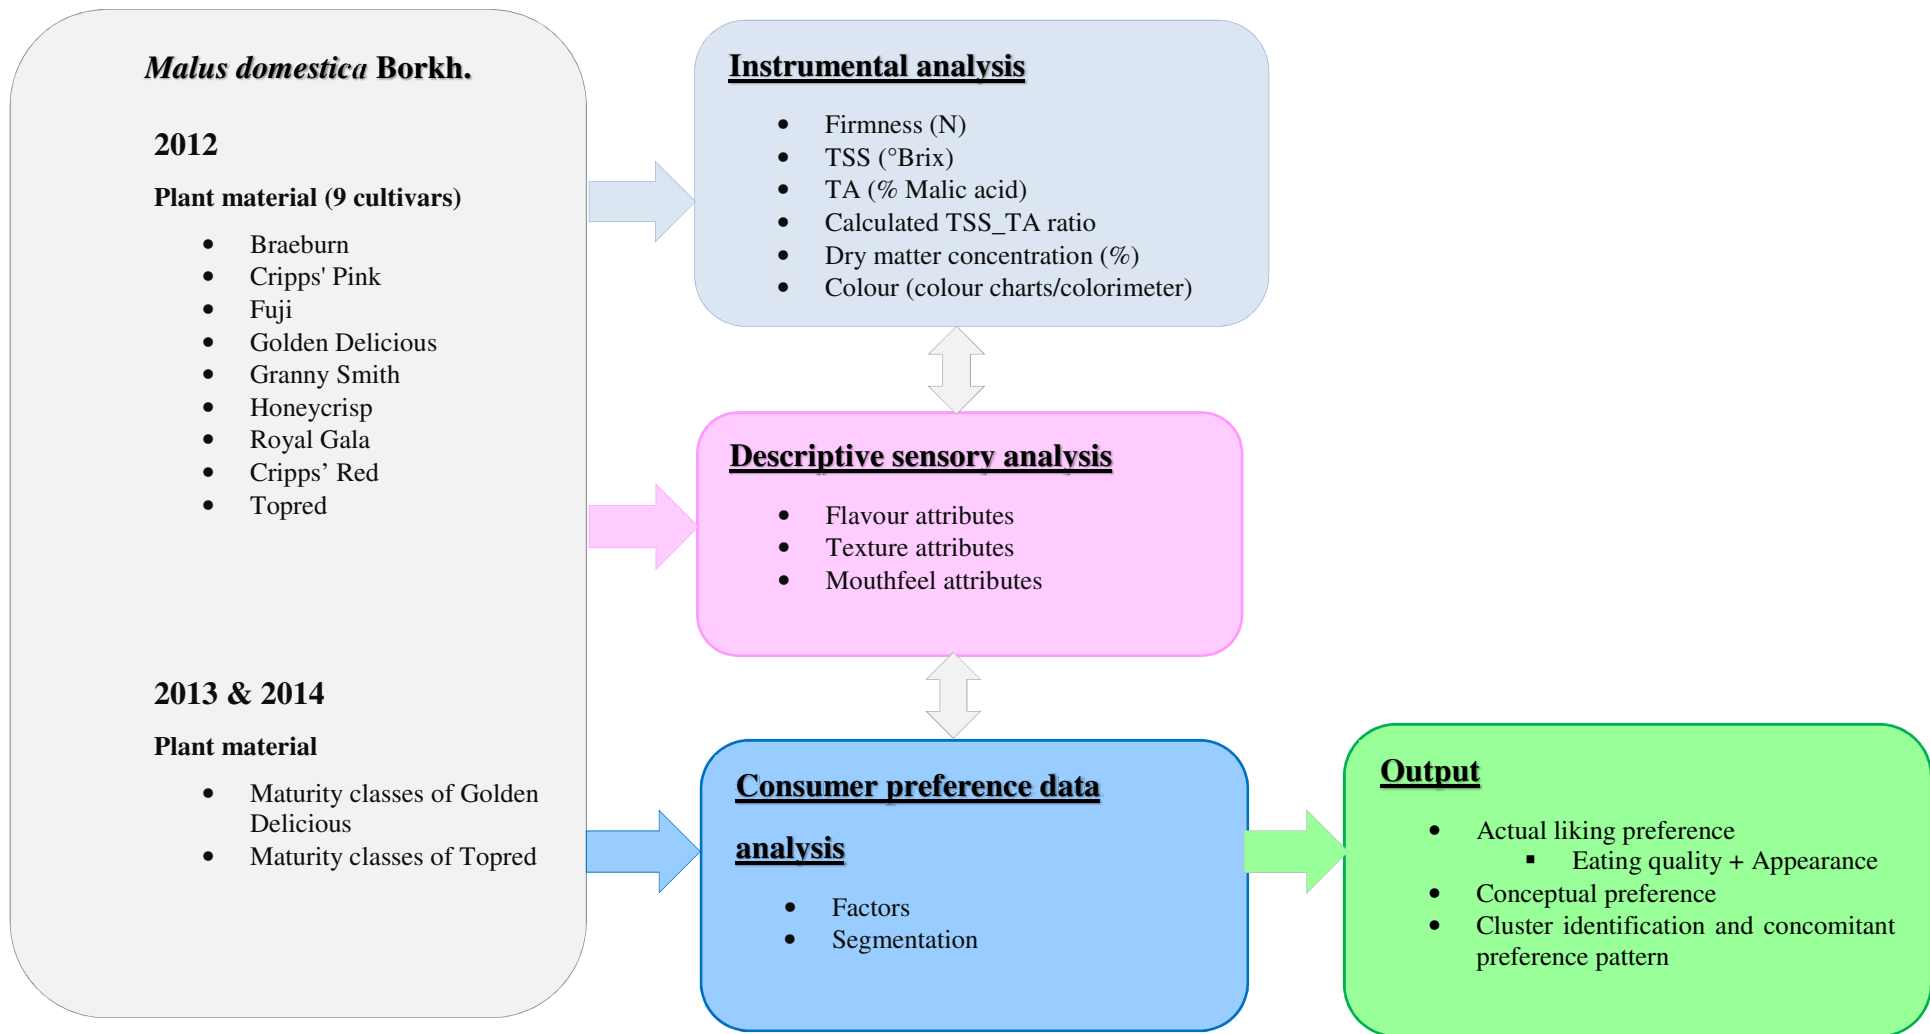 Malus domestica Borkh.
2012
Plant material (9 cultivars)
• Braeburn
• Cripps' Pink
• Fuji
• Golden Delicious
• Granny Smith
• Honeycrisp
• Royal Gala
• Cripps’ Red
• Topred
2013 & 2014
Plant material
• Maturity classes of Golden
Delicious
• Maturity classes of Topred
Instrumental analysis
• Firmness (N)
• TSS (°Brix)
• TA (% Malic acid)
• Calculated TSS_TA ratio
• Dry matter concentration (%)
• Colour (colour charts/colorimeter)
Descriptive sensory analysis
• Flavour attributes
• Texture attributes
• Mouthfeel attributes
Consumer preference data
analysis
• Factors
• Segmentation
Output
• Actual liking preference
▪ Eating quality + Appearance
• Conceptual preference
• Cluster identification and concomitant
preference pattern